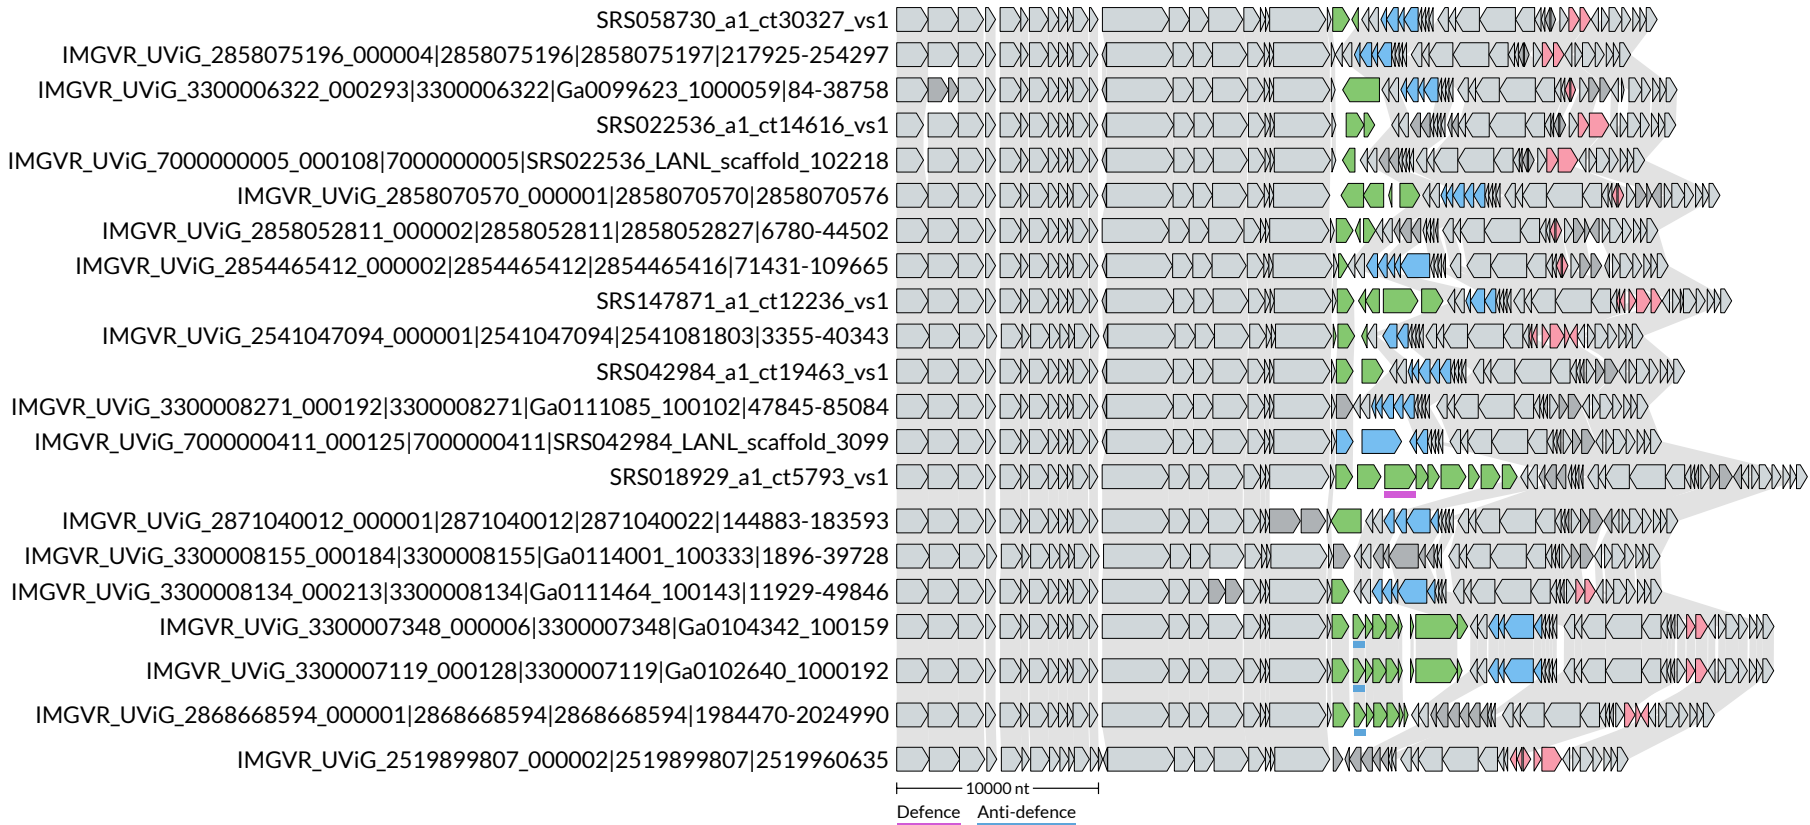 SRS058730_a1_ct30327_vs1
IMGVR_UViG_2858075196_000004|2858075196|2858075197|217925-254297
IMGVR_UViG_3300006322_000293|3300006322|Ga0099623_1000059|84-38758
SRS022536_a1_ct14616_vs1
IMGVR_UViG_7000000005_000108|7000000005|SRS022536_LANL_scaffold_102218
IMGVR_UViG_2858070570_000001|2858070570|2858070576
IMGVR_UViG_2858052811_000002|2858052811|2858052827|6780-44502
IMGVR_UViG_2854465412_000002|2854465412|2854465416|71431-109665
SRS147871_a1_ct12236_vs1
IMGVR_UViG_2541047094_000001|2541047094|2541081803|3355-40343
SRS042984_a1_ct19463_vs1
IMGVR_UViG_3300008271_000192|3300008271|Ga0111085_100102|47845-85084
IMGVR_UViG_7000000411_000125|7000000411|SRS042984_LANL_scaffold_3099
SRS018929_a1_ct5793_vs1
IMGVR_UViG_2871040012_000001|2871040012|2871040022|144883-183593
IMGVR_UViG_3300008155_000184|3300008155|Ga0114001_100333|1896-39728
IMGVR_UViG_3300008134_000213|3300008134|Ga0111464_100143|11929-49846
IMGVR_UViG_3300007348_000006|3300007348|Ga0104342_100159
IMGVR_UViG_3300007119_000128|3300007119|Ga0102640_1000192
IMGVR_UViG_2868668594_000001|2868668594|2868668594|1984470-2024990
IMGVR_UViG_2519899807_000002|2519899807|2519960635
10000 nt
Defence Anti-defence